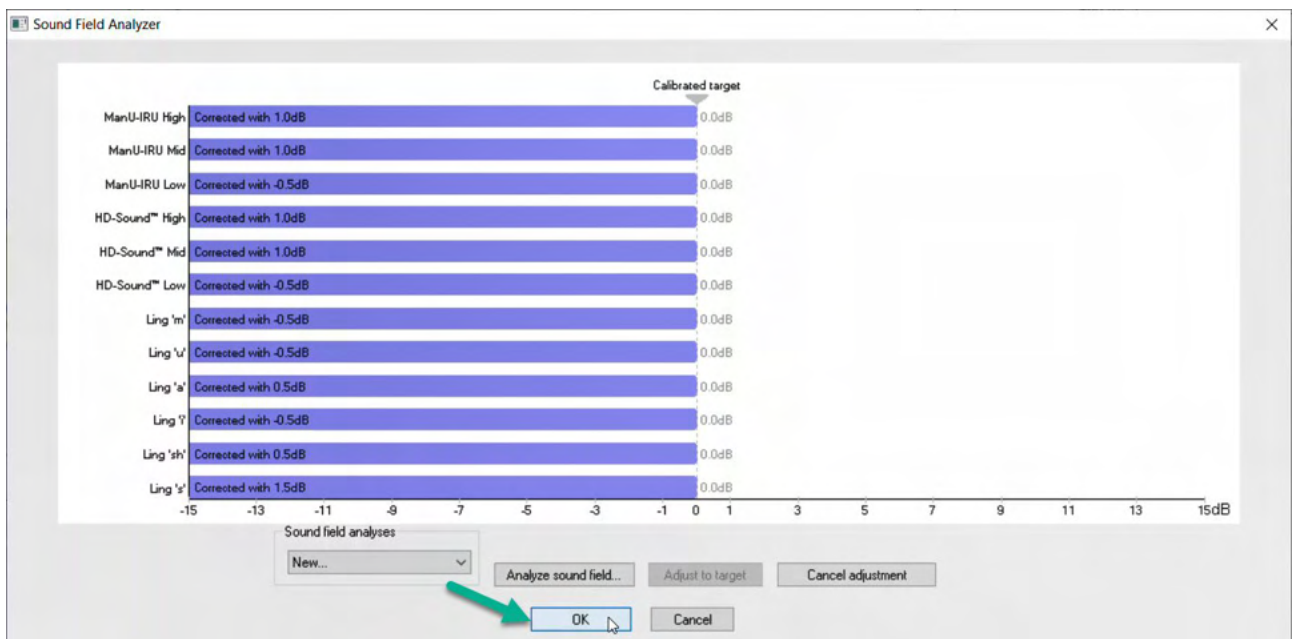 Sound Field Analyzer
Calibrated target
ManU-IRU High Corrected with 1.0dB 0.0dB
ManU-IRU Mid Corrected with 1.0dB 0.0dB
ManU-IRU Low Corrected with -0.5dB 0.0dB
HD-Sound™ High Corrected with 1.0dB 0.0dB
HD-Sound™ Mid Corrected with 1.0dB 0.0dB
HD-Sound™ Low Corrected with -0.5dB 0.0dB
Ling 'm' Corrected with -0.5dB 0.0dB
Ling 'u' Corrected with -0.5dB 0.0dB
Ling 'a' Corrected with 0.5dB 0.0dB
Ling 'i' Corrected with -0.5dB 0.0dB
Ling 'sh' Corrected with 0.5dB 0.0dB
Ling 's' Corrected with 1.5dB 0.0dB
-15 -13 -11 -9 -7 -5 -3 -1 0 1 3 5 7 9 11 13 15dB
Sound field analyses
New... Analyze sound field... Adjust to target Cancel adjustment
OK Cancel